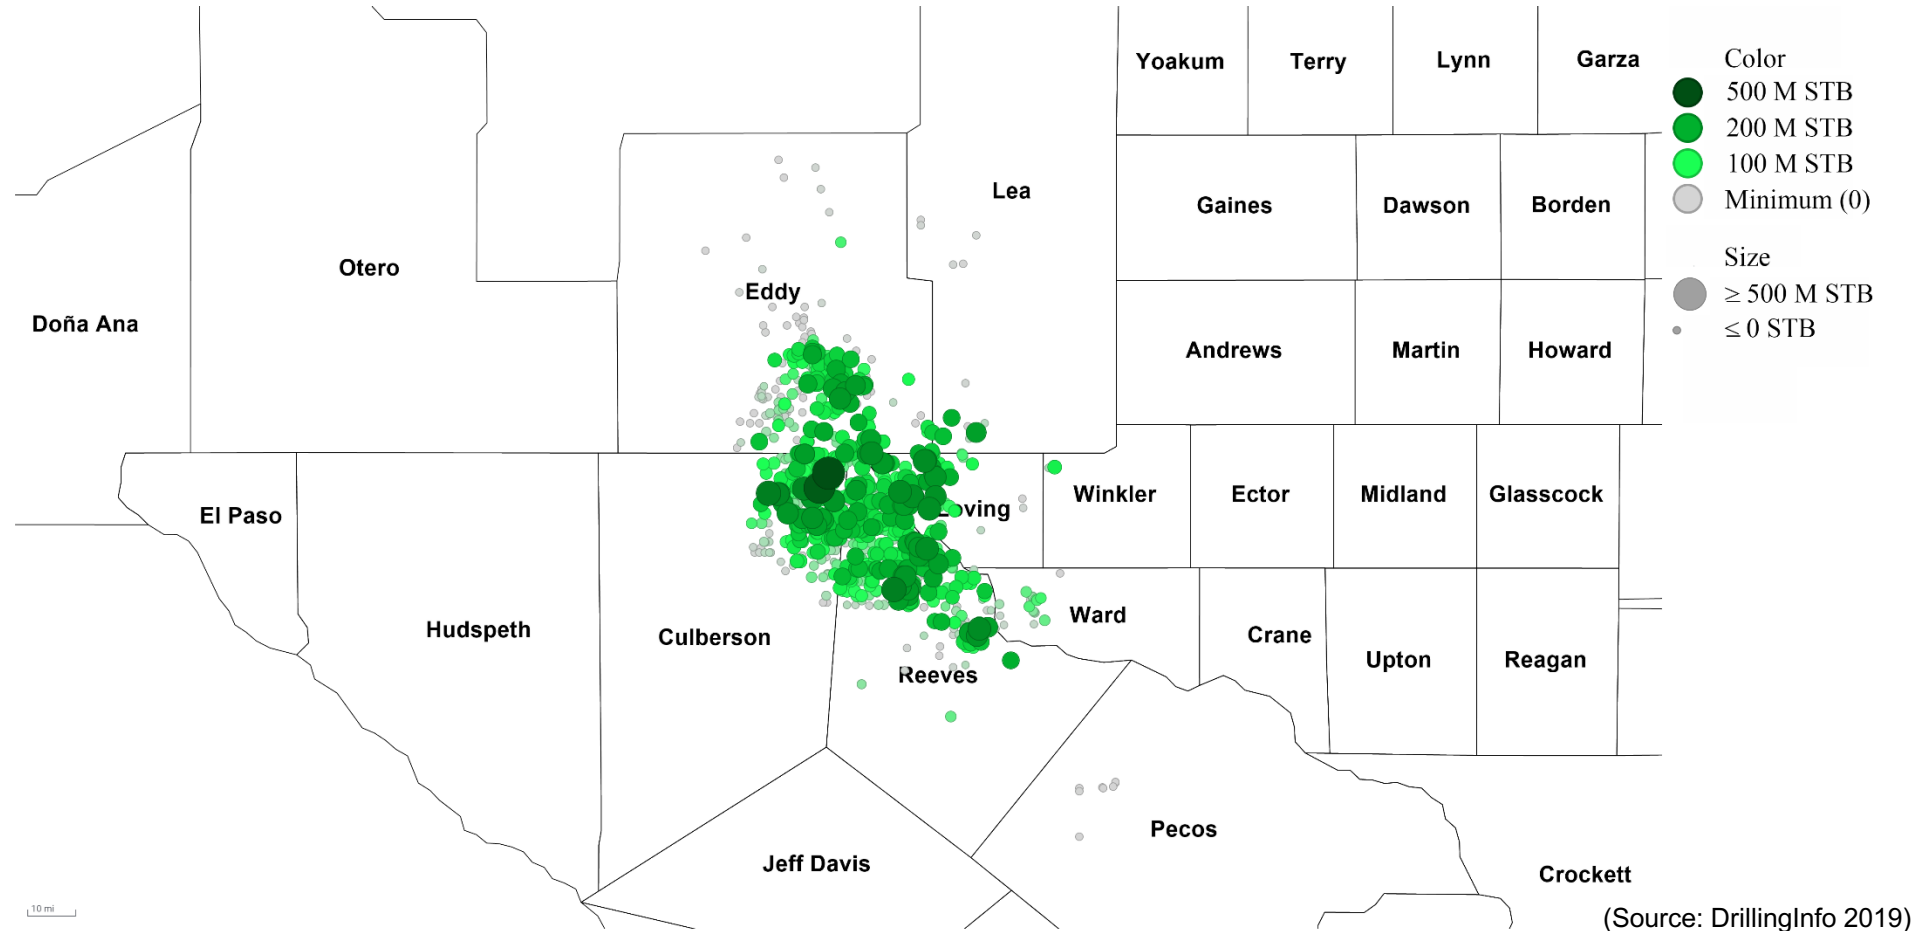 Yoakum
Terry
Lynn
Garza
Color
500 M STB
200 M STB
100 M STB
Minimum (0)
Size
≥ 500 M STB
≤ 0 STB
Lea
Gaines
Dawson
Borden
Otero
Eddy
Doña Ana
Andrews
Martin
Howard
El Paso
Loving
Winkler
Ector
Midland
Glasscock
Hudspeth
Culberson
Reeves
Ward
Crane
Upton
Reagan
Jeff Davis
Pecos
Crockett
10 mi
(Source: DrillingInfo 2019)